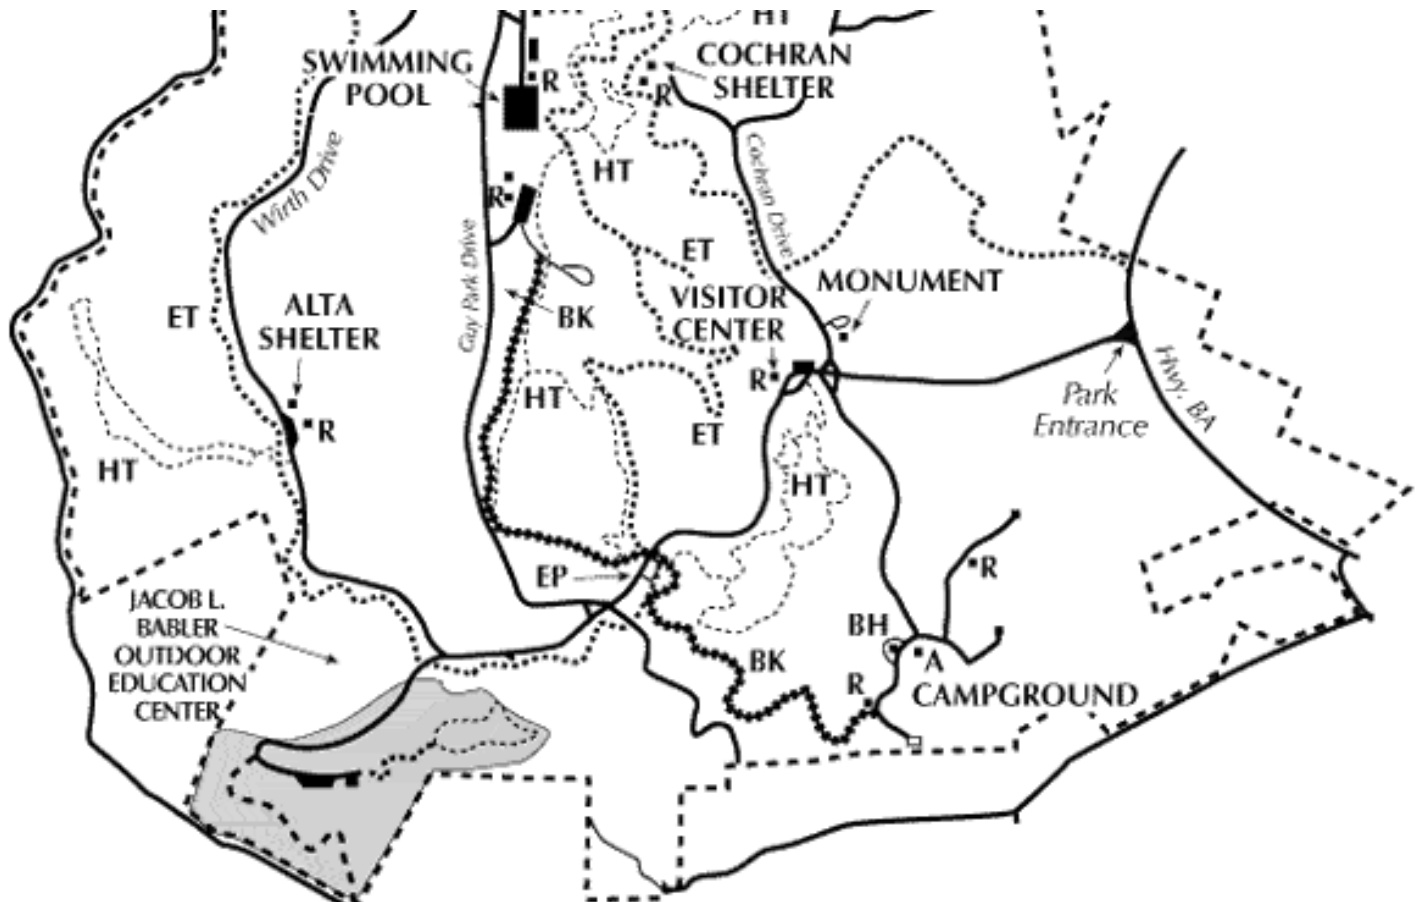 HT
SWIMMING
POOL
R
COCHRAN
SHELTER
R
Wirth Drive
HT
Cochran Drive
R
Guy Park Drive
ET
MONUMENT
VISITOR
CENTER
ET
ALTA
SHELTER
BK
R
Park
Entrance
Hwy. BA
HT
ET
R
HT
HT
EP
R
JACOB L.
BABLER
OUTDOOR
EDUCATION
CENTER
BH
BK
A
R
CAMPGROUND